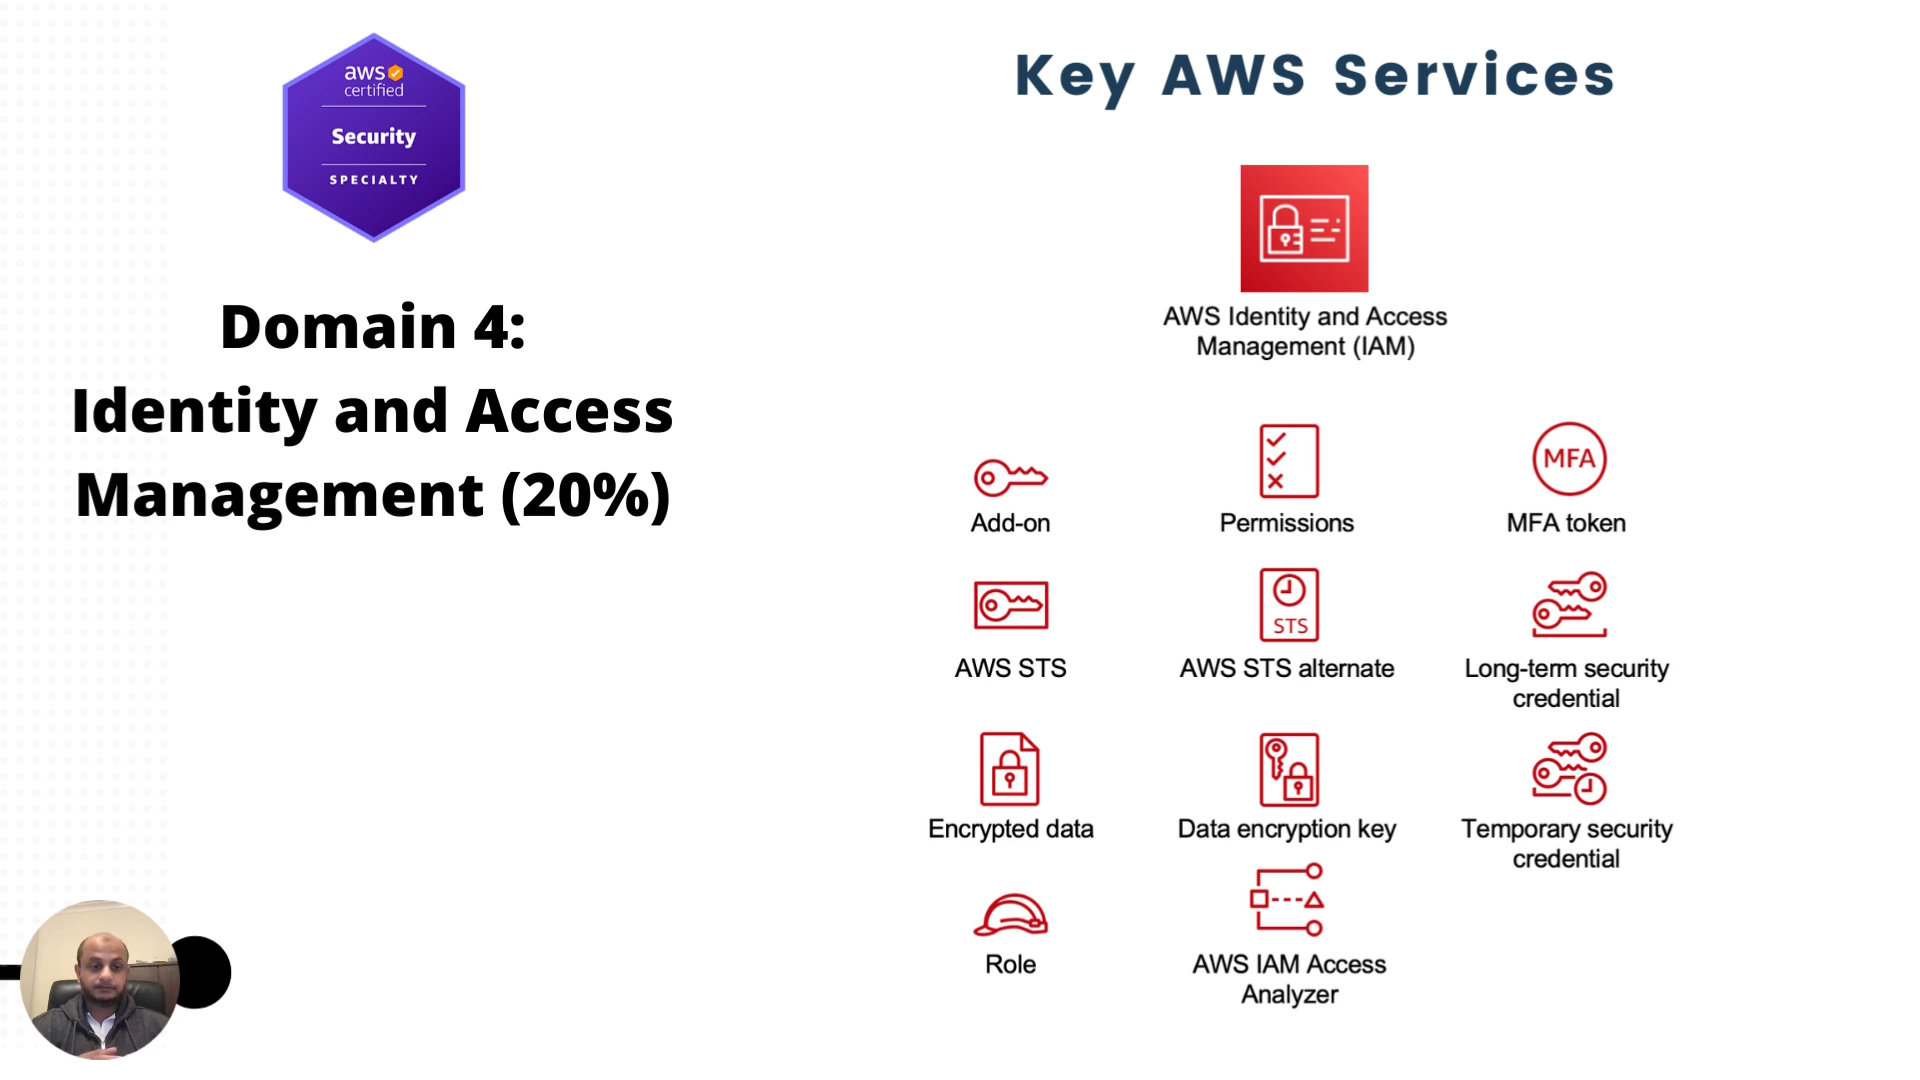 aws
certified
Security
SPECIALTY
Domain 4:
Identity and Access
Management (20%)
Key AWS Services
AWS Identity and Access
Management (IAM)
Add-on
Permissions
MFA
MFA token
AWS STS
STS
AWS STS alternate
Long-term security
credential
Encrypted data
Data encryption key
Temporary security
credential
Role
AWS IAM Access
Analyzer